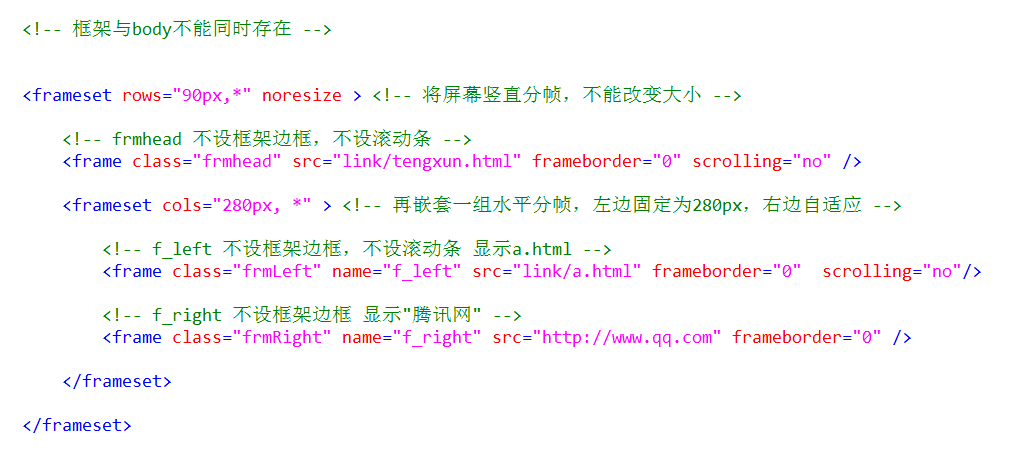 <!-- 框架与body不能同时存在 -->
<frameset rows="90px,*" noresize > <!-- 将屏幕竖直分帧，不能改变大小 -->
<!-- frmhead 不设框架边框，不设滚动条 -->
<frame class="frmhead" src="link/tengxun.html" frameborder="0" scrolling="no" />
<frameset cols="280px, *" > <!-- 再嵌套一组水平分帧，左边固定为280px，右边自适应 -->
<!-- f_left 不设框架边框，不设滚动条 显示a.html -->
<frame class="frmLeft" name="f_left" src="link/a.html" frameborder="0"  scrolling="no"/>
<!-- f_right 不设框架边框 显示"腾讯网" -->
<frame class="frmRight" name="f_right" src="http://www.qq.com" frameborder="0" />
</frameset>
</frameset>